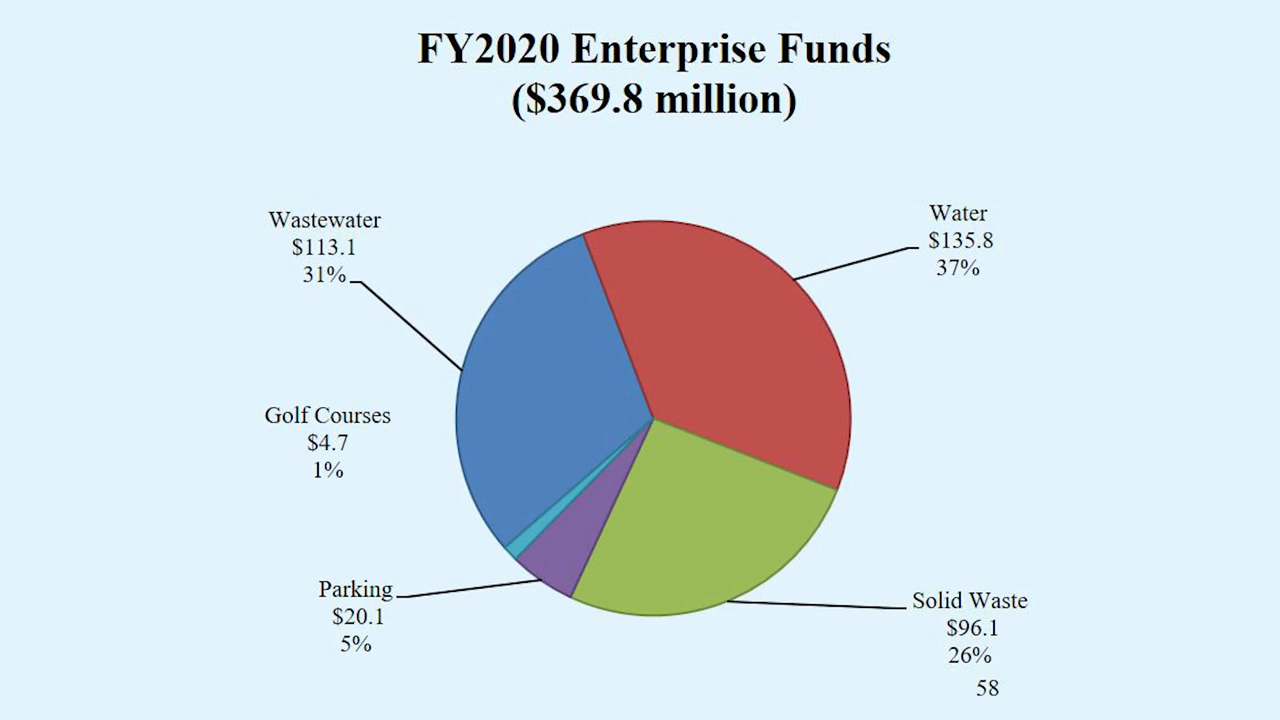 FY2020 Enterprise Funds
($369.8 million)
Wastewater
$113.1
31%
Water
$135.8
37%
Golf Courses
$4.7
1%
Parking
$20.1
5%
Solid Waste
$96.1
26%
58